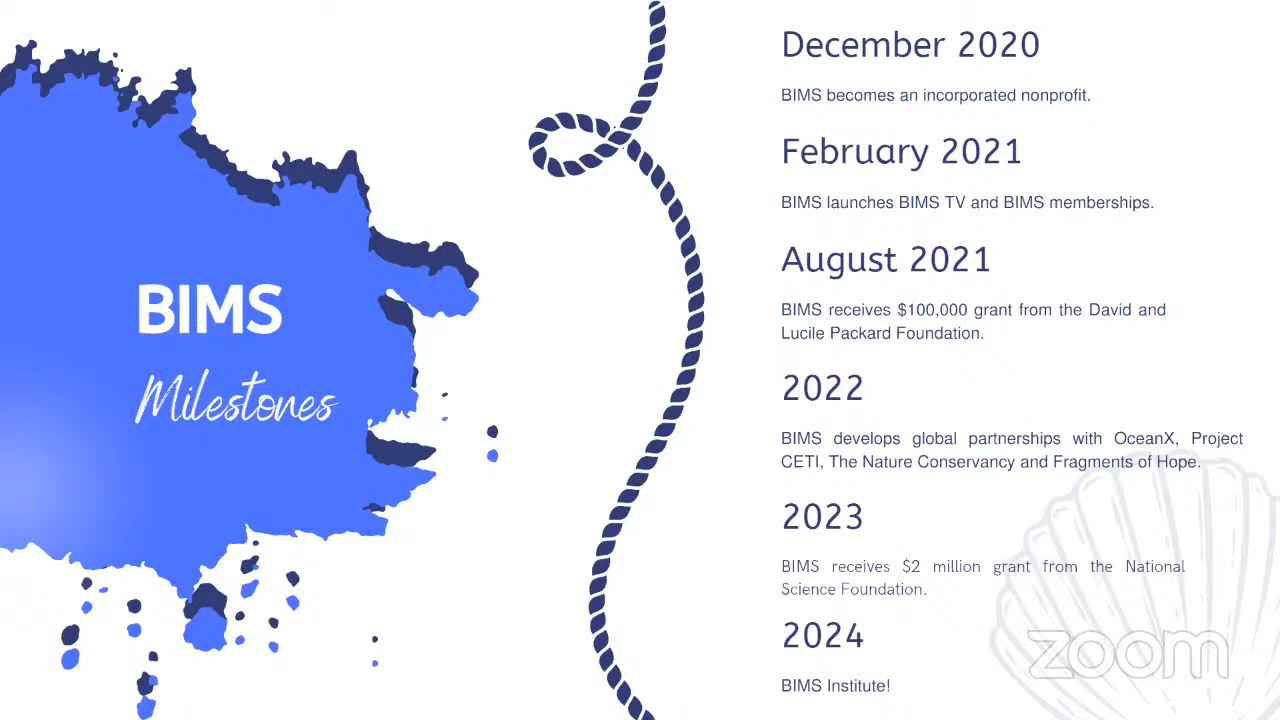 BIMS
Milestones
December 2020
BIMS becomes an incorporated nonprofit.
February 2021
BIMS launches BIMS TV and BIMS memberships.
August 2021
BIMS receives $100,000 grant from the David and
Lucile Packard Foundation.
2022
BIMS develops global partnerships with OceanX, Project
CETI, The Nature Conservancy and Fragments of Hope.
2023
BIMS receives $2 million grant from the National
Science Foundation.
2024
BIMS Institute!
zoom